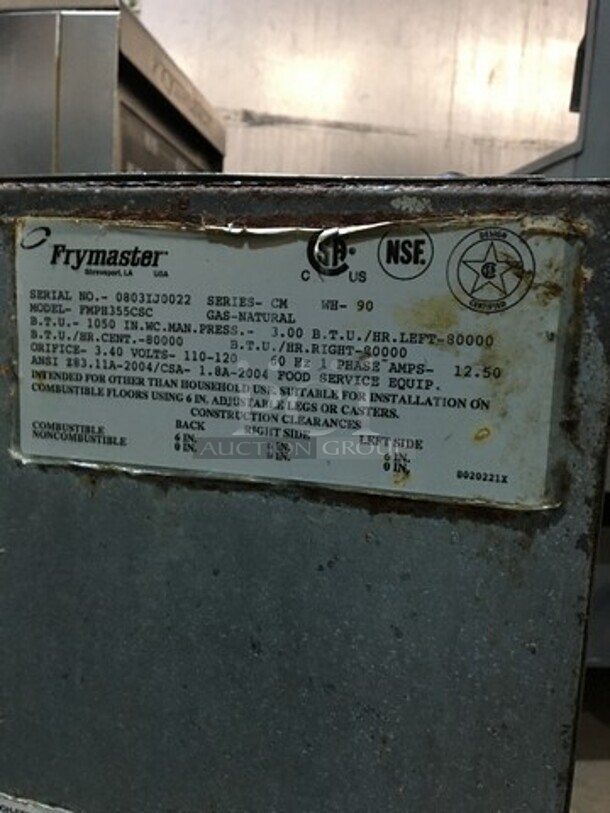 Frymaster
Shreveport, LA USA
CSA
C US
NSF.
DESIGN
CERTIFIED
SERIAL NO.- 0803IJ0022 SERIES- CM WH- 90
MODEL- FMPH355CSC GAS-NATURAL
B.T.U.- 1050 IN.WC.MAN.PRESS.- 3.00 B.T.U./HR.LEFT-80000
B.T.U./HR.CENT.-80000 B.T.U./HR.RIGHT-80000
ORIFICE- 3.40 VOLTS- 110-120 60 HZ 1 PHASE AMPS- 12.50
ANSI Z83.11A-2004/CSA- 1.8A-2004 FOOD SERVICE EQUIP.
INTENDED FOR OTHER THAN HOUSEHOLD USE. SUITABLE FOR INSTALLATION ON
COMBUSTIBLE FLOORS USING 6 IN. ADJUSTABLE LEGS OR CASTERS.
CONSTRUCTION CLEARANCES
BACK RIGHT SIDE LEFT SIDE
COMBUSTIBLE 6 IN. 6 IN. 6 IN.
NONCOMBUSTIBLE 0 IN. 0 IN. 0 IN.
AUCTION GROUP
8020221X